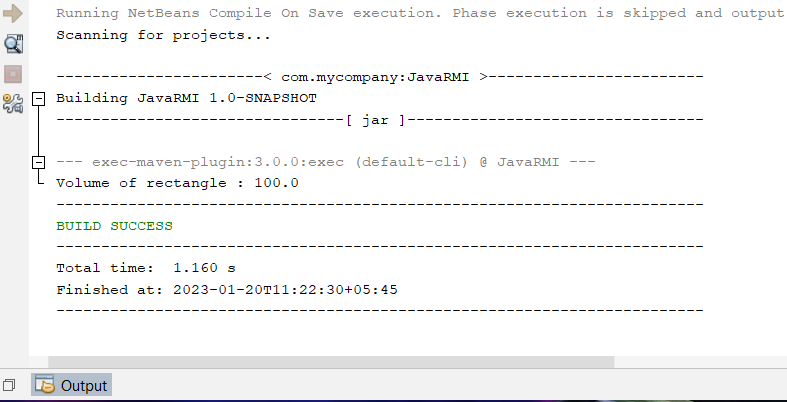 Running NetBeans Compile On Save execution. Phase execution is skipped and output
Scanning for projects...
-----------------------< com.mycompany:JavaRMI >------------------------
Building JavaRMI 1.0-SNAPSHOT
--------------------------------[ jar ]---------------------------------
--- exec-maven-plugin:3.0.0:exec (default-cli) @ JavaRMI ---
Volume of rectangle : 100.0
------------------------------------------------------------------------
BUILD SUCCESS
------------------------------------------------------------------------
Total time:  1.160 s
Finished at: 2023-01-20T11:22:30+05:45
------------------------------------------------------------------------
Output